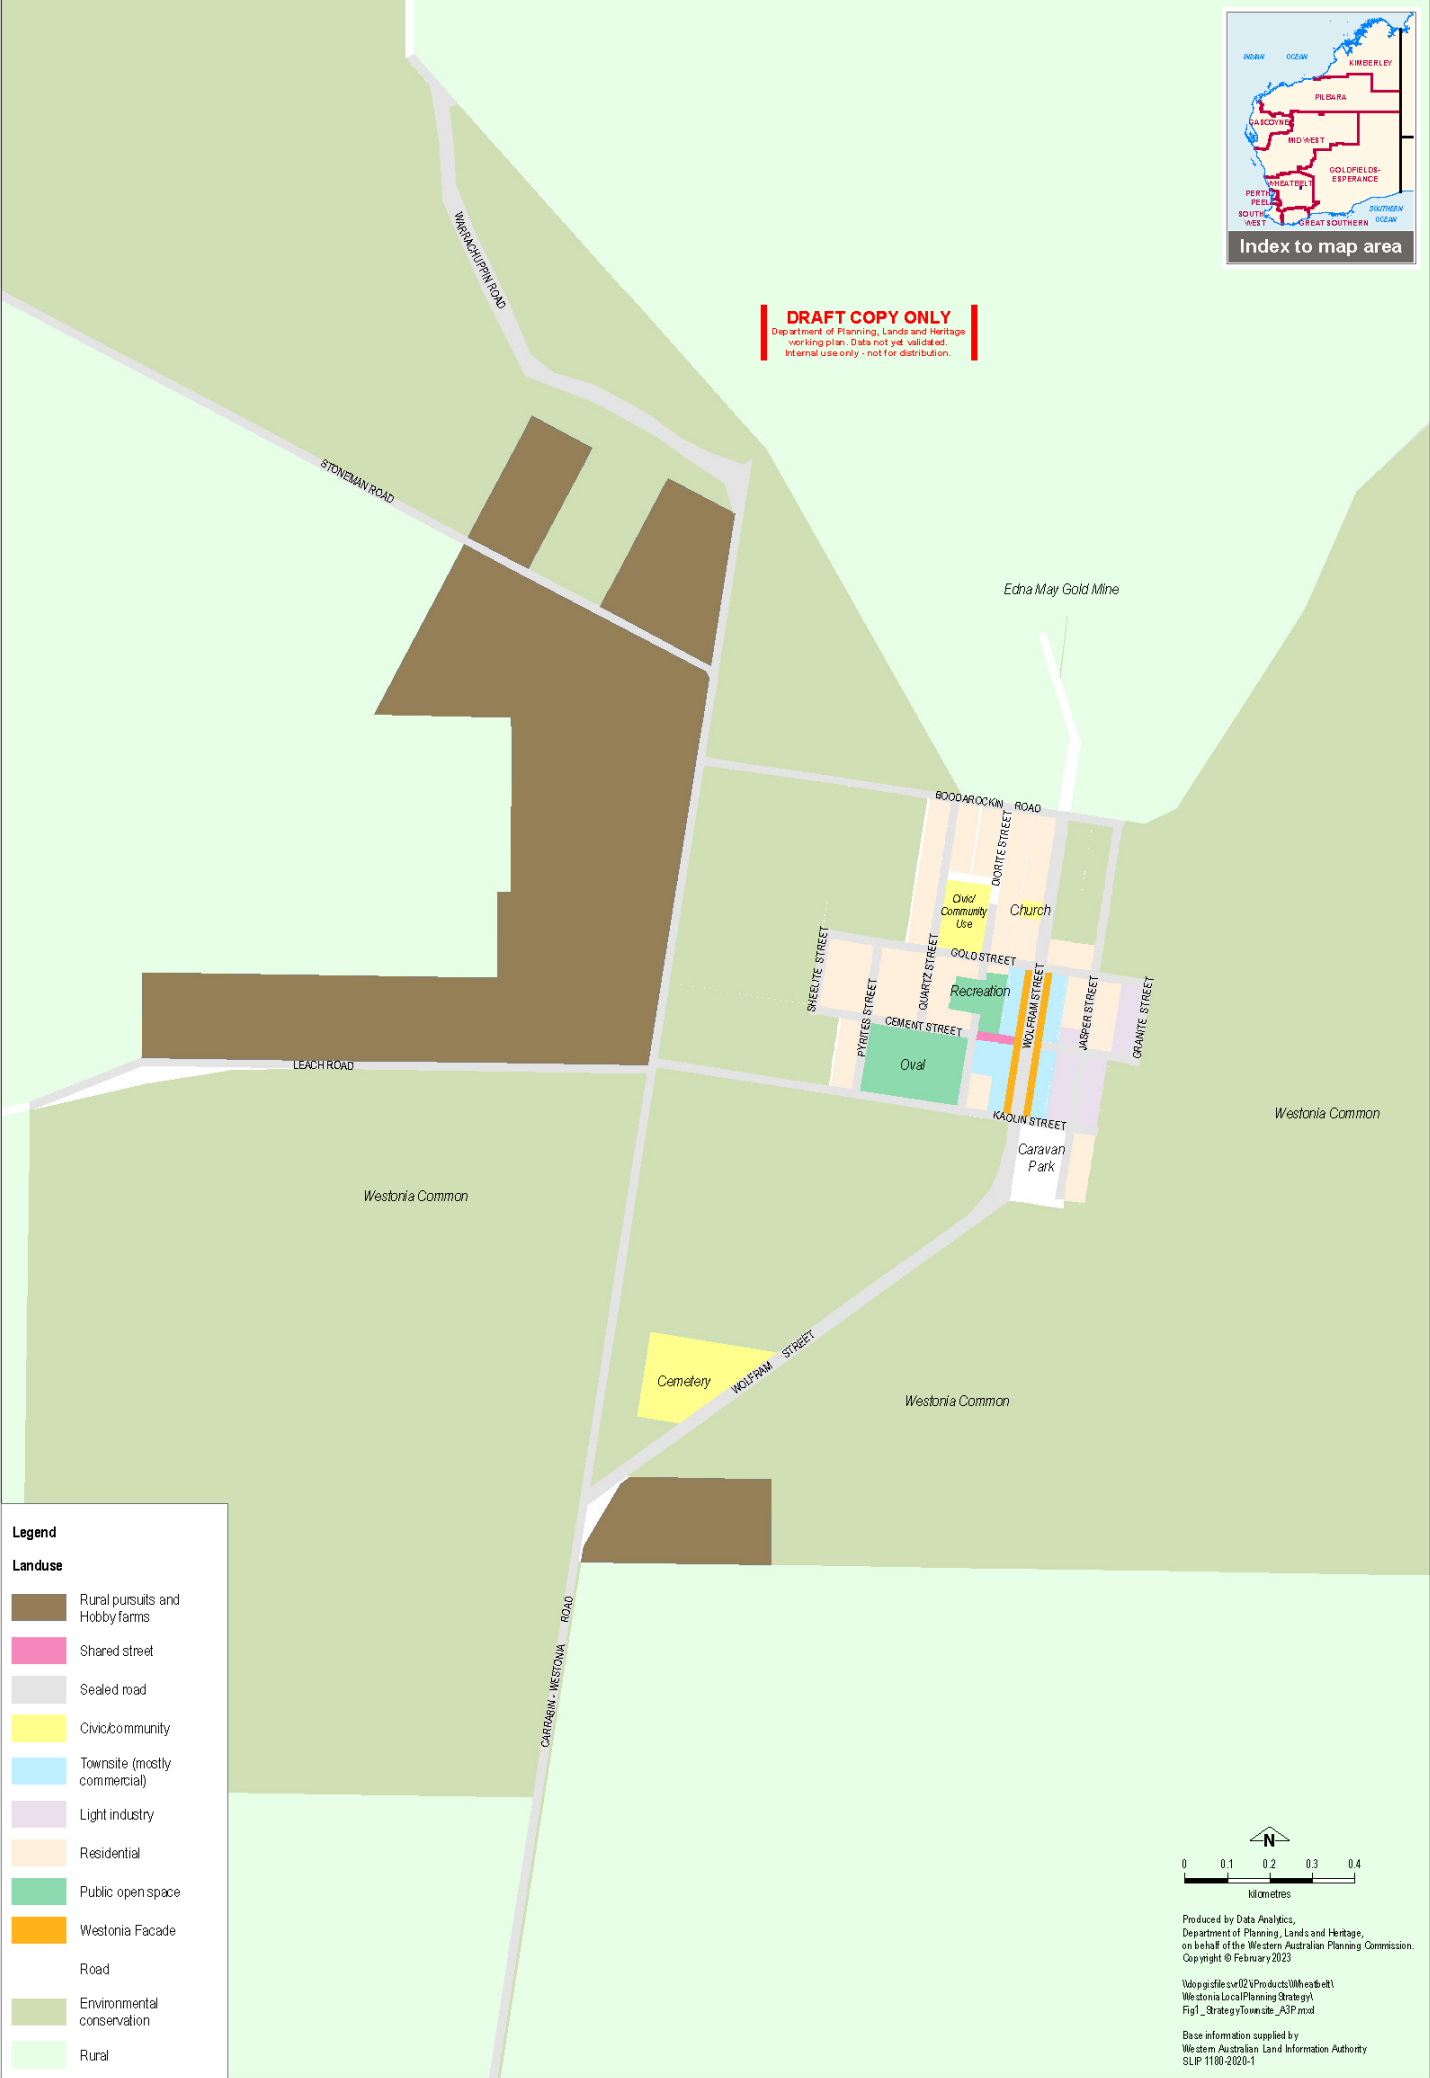 INDIAN OCEAN
KIMBERLEY
PILBARA
GASCOYNE
MID WEST
GOLDFIELDS-
ESPERANCE
WHEATBELT
PERTH
PEEL
SOUTH
WEST
GREAT SOUTHERN
SOUTHERN
OCEAN
Index to map area
WARRACHUPPIN ROAD
DRAFT COPY ONLY
Department of Planning, Lands and Heritage
working plan. Data not yet validated.
Internal use only - not for distribution.
STONEMAN ROAD
Edna May Gold Mine
BOODAROCKIN ROAD
DIORITE STREET
Civic/
Community
Use
Church
GOLD STREET
SHEELITE STREET
QUARTZ STREET
PYRITES STREET
Recreation
WOLFRAM STREET
JASPER STREET
GRANITE STREET
CEMENT STREET
Oval
LEACH ROAD
KAOLIN STREET
Westonia Common
Caravan
Park
Westonia Common
WOLFRAM STREET
Cemetery
Westonia Common
CARRABIN - WESTONIA ROAD
Legend
Landuse
Rural pursuits and
Hobby farms
Shared street
Sealed road
Civic/community
Townsite (mostly
commercial)
Light industry
Residential
Public open space
Westonia Facade
Road
Environmental
conservation
Rural
N
0 0.1 0.2 0.3 0.4
kilometres
Produced by Data Analytics,
Department of Planning, Lands and Heritage,
on behalf of the Western Australian Planning Commission.
Copyright © February 2023
\\dopgisfilesvr02\iProducts\Wheatbelt\
WestoniaLocalPlanningStrategy\
Fig1_StrategyTownsite_A3P.mxd
Base information supplied by
Western Australian Land Information Authority
SLIP 1180-2020-1